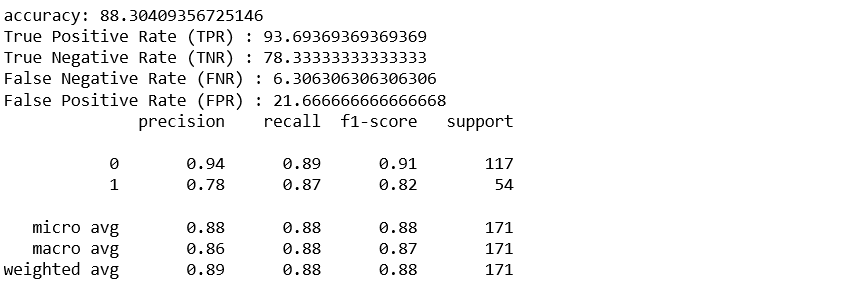 accuracy: 88.30409356725146
True Positive Rate (TPR) : 93.69369369369369
True Negative Rate (TNR) : 78.33333333333333
False Negative Rate (FNR) : 6.306306306306306
False Positive Rate (FPR) : 21.666666666666668
precision recall f1-score support
0 0.94 0.89 0.91 117
1 0.78 0.87 0.82 54
micro avg 0.88 0.88 0.88 171
macro avg 0.86 0.88 0.87 171
weighted avg 0.89 0.88 0.88 171